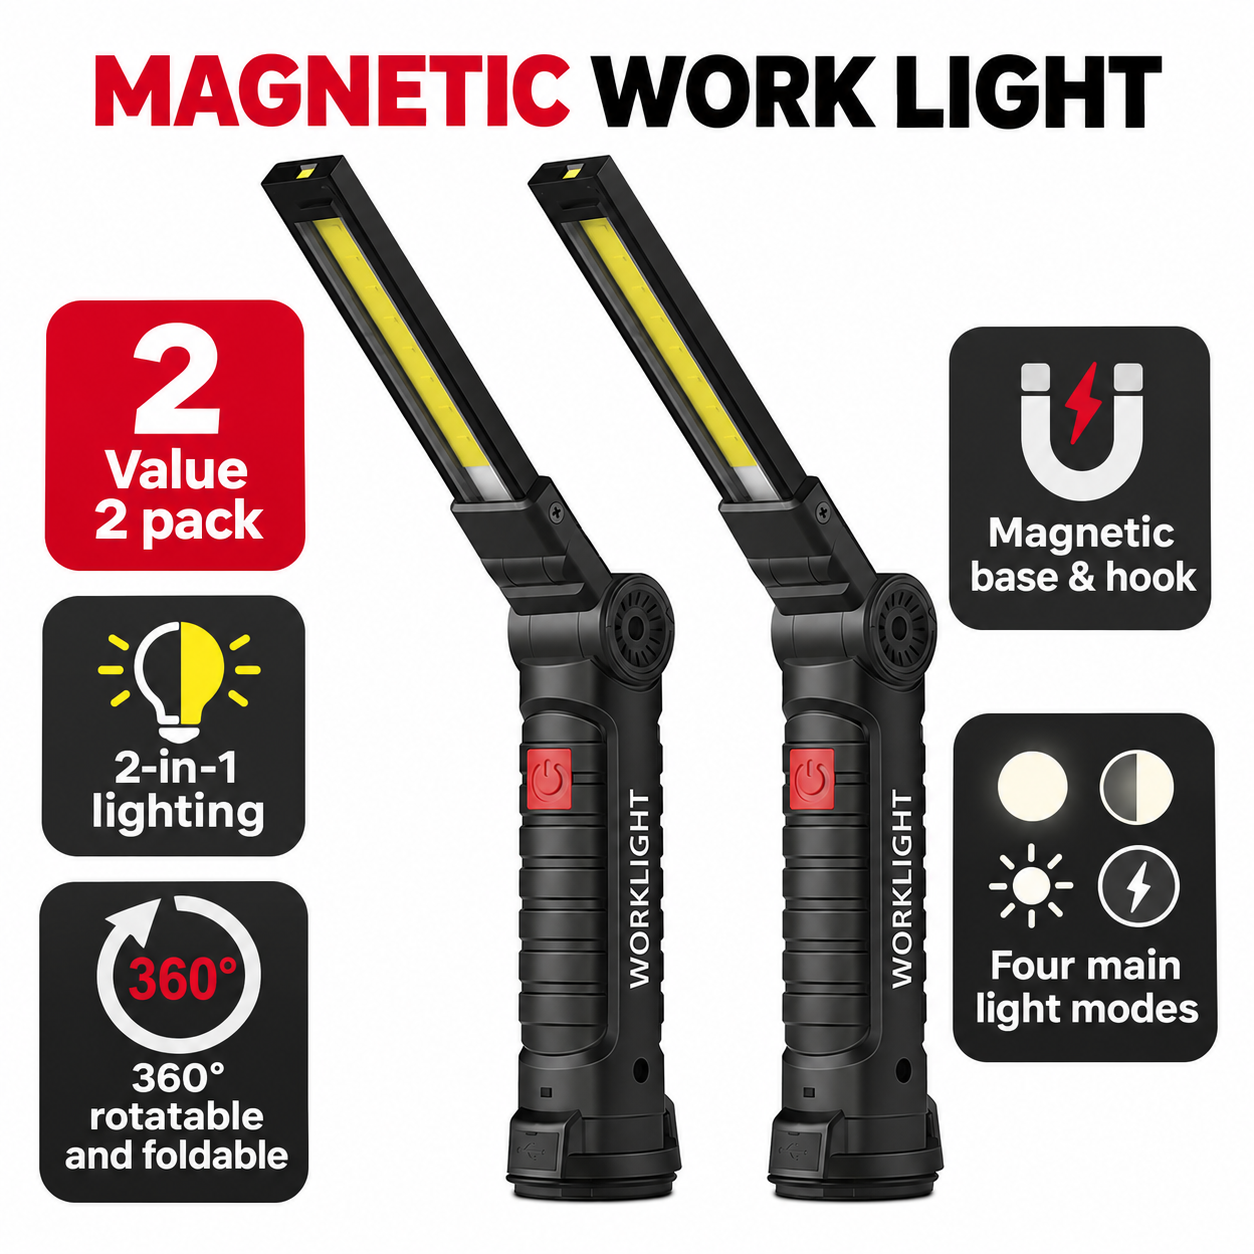 MAGNETIC WORK LIGHT
2
Value
2 pack
2-in-1
lighting
360°
360°
rotatable
and foldable
WORKLIGHT
WORKLIGHT
Magnetic
base & hook
Four main
light modes